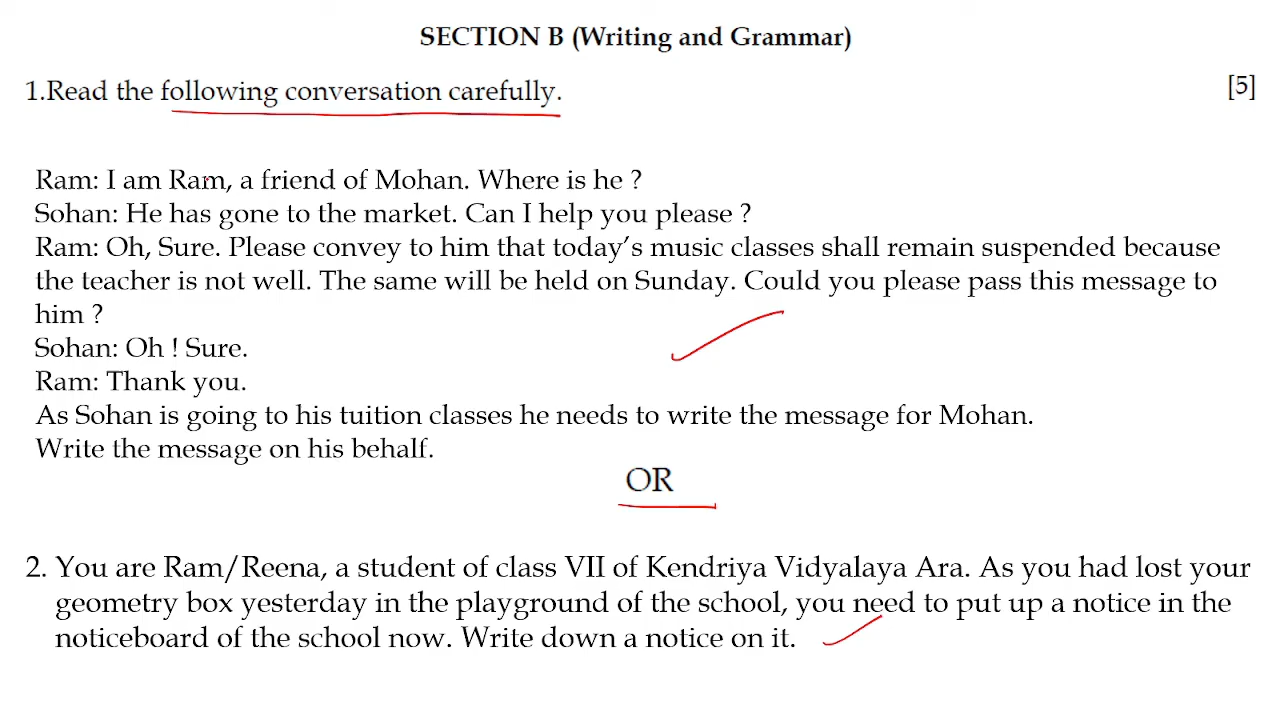 SECTION B (Writing and Grammar)
1.Read the following conversation carefully. [5]
Ram: I am Ram, a friend of Mohan. Where is he ?
Sohan: He has gone to the market. Can I help you please ?
Ram: Oh, Sure. Please convey to him that today's music classes shall remain suspended because
the teacher is not well. The same will be held on Sunday. Could you please pass this message to
him ?
Sohan: Oh ! Sure.
Ram: Thank you.
As Sohan is going to his tuition classes he needs to write the message for Mohan.
Write the message on his behalf.
OR
2. You are Ram/Reena, a student of class VII of Kendriya Vidyalaya Ara. As you had lost your
geometry box yesterday in the playground of the school, you need to put up a notice in the
noticeboard of the school now. Write down a notice on it.